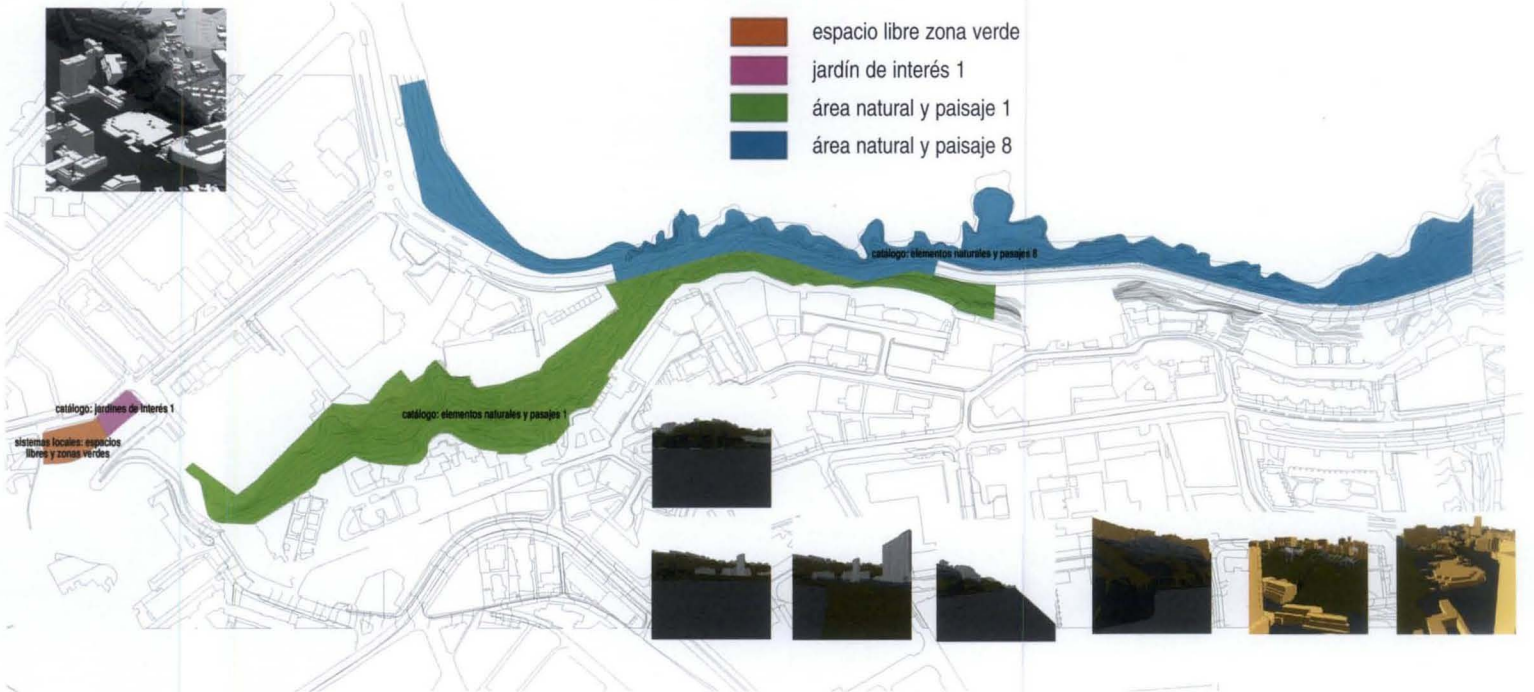 espacio libre zona verde
jardín de interés 1
área natural y paisaje 1
área natural y paisaje 8
catálogo: elementos naturales y pasajes 8
catálogo: jardines de interés 1
catálogo: elementos naturales y pasajes 1
sistemas locales: espacios
libres y zonas verdes